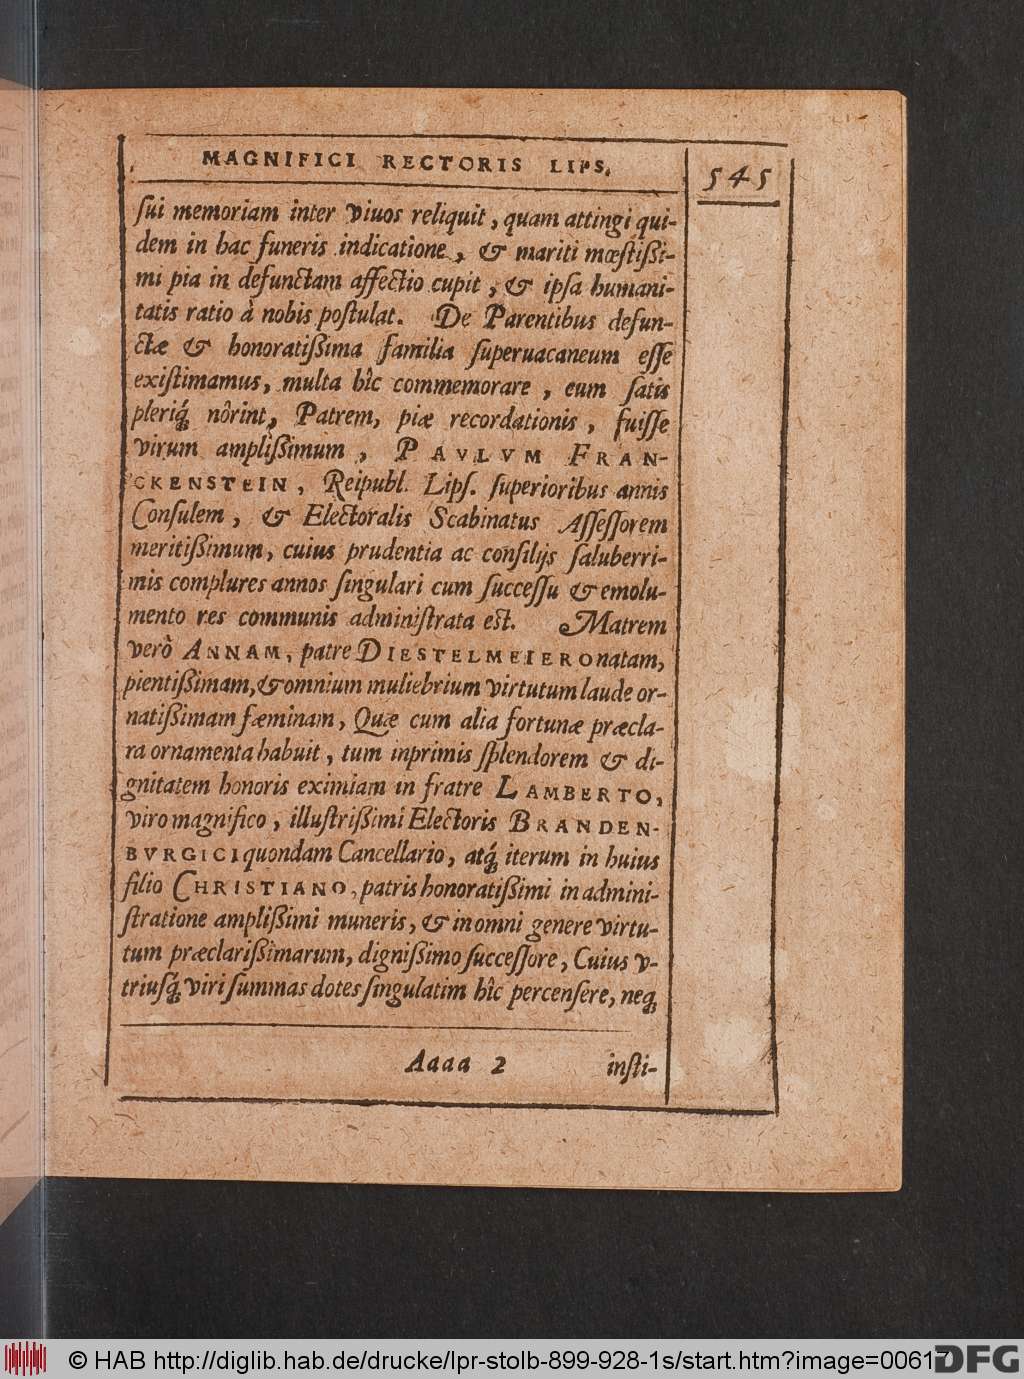 MAGNIFICI RECTORIS LIPS.
545
ſui memoriam inter viuos reliquit, quam attingi qui-
dem in hac funeris indicatione, & mariti mœſtißi-
mi pia in defunctam affectio cupit, & ipſa humani-
tatis ratio à nobis poſtulat. De Parentibus defun-
ctæ & honoratißima familia ſuperuacaneum eſſe
exiſtimamus, multa hîc commemorare, eum ſatis
pleriq́; nôrint, Patrem, piæ recordationis, fuiſſe
virum amplißimum, PAVLVM FRAN-
CKENSTEIN, Reipubl. Lipſ. ſuperioribus annis
Conſulem, & Electoralis Scabinatus Aſſeſſorem
meritißimum, cuius prudentia ac conſilijs ſaluberri-
mis complures annos ſingulari cum ſucceſſu & emolu-
mento res communis adminiſtrata est. Matrem
verò ANNAM, patre DIESTELMEIERO natam,
pientißimam, & omnium muliebrium virtutum laude or-
natißimam fæminam, Quæ cum alia fortunæ præcla-
ra ornamenta habuit, tum inprimis ſplendorem & di-
gnitatem honoris eximiam in fratre LAMBERTO,
viro magnifico, illuſtrißimi Electoris BRANDEN-
BVRGICI quondam Cancellario, atq́; iterum in huius
filio CHRISTIANO, patris honoratißimi in admini-
ſtratione amplißimi muneris, & in omni genere virtu-
tum præclarißimarum, dignißimo ſucceſſore, Cuius v-
triuſq́; viri ſummas dotes ſingulatim hîc percenſere, neq;
Aaaa 2
inſti-
© HAB http://diglib.hab.de/drucke/lpr-stolb-899-928-1s/start.htm?image=00617
DFG